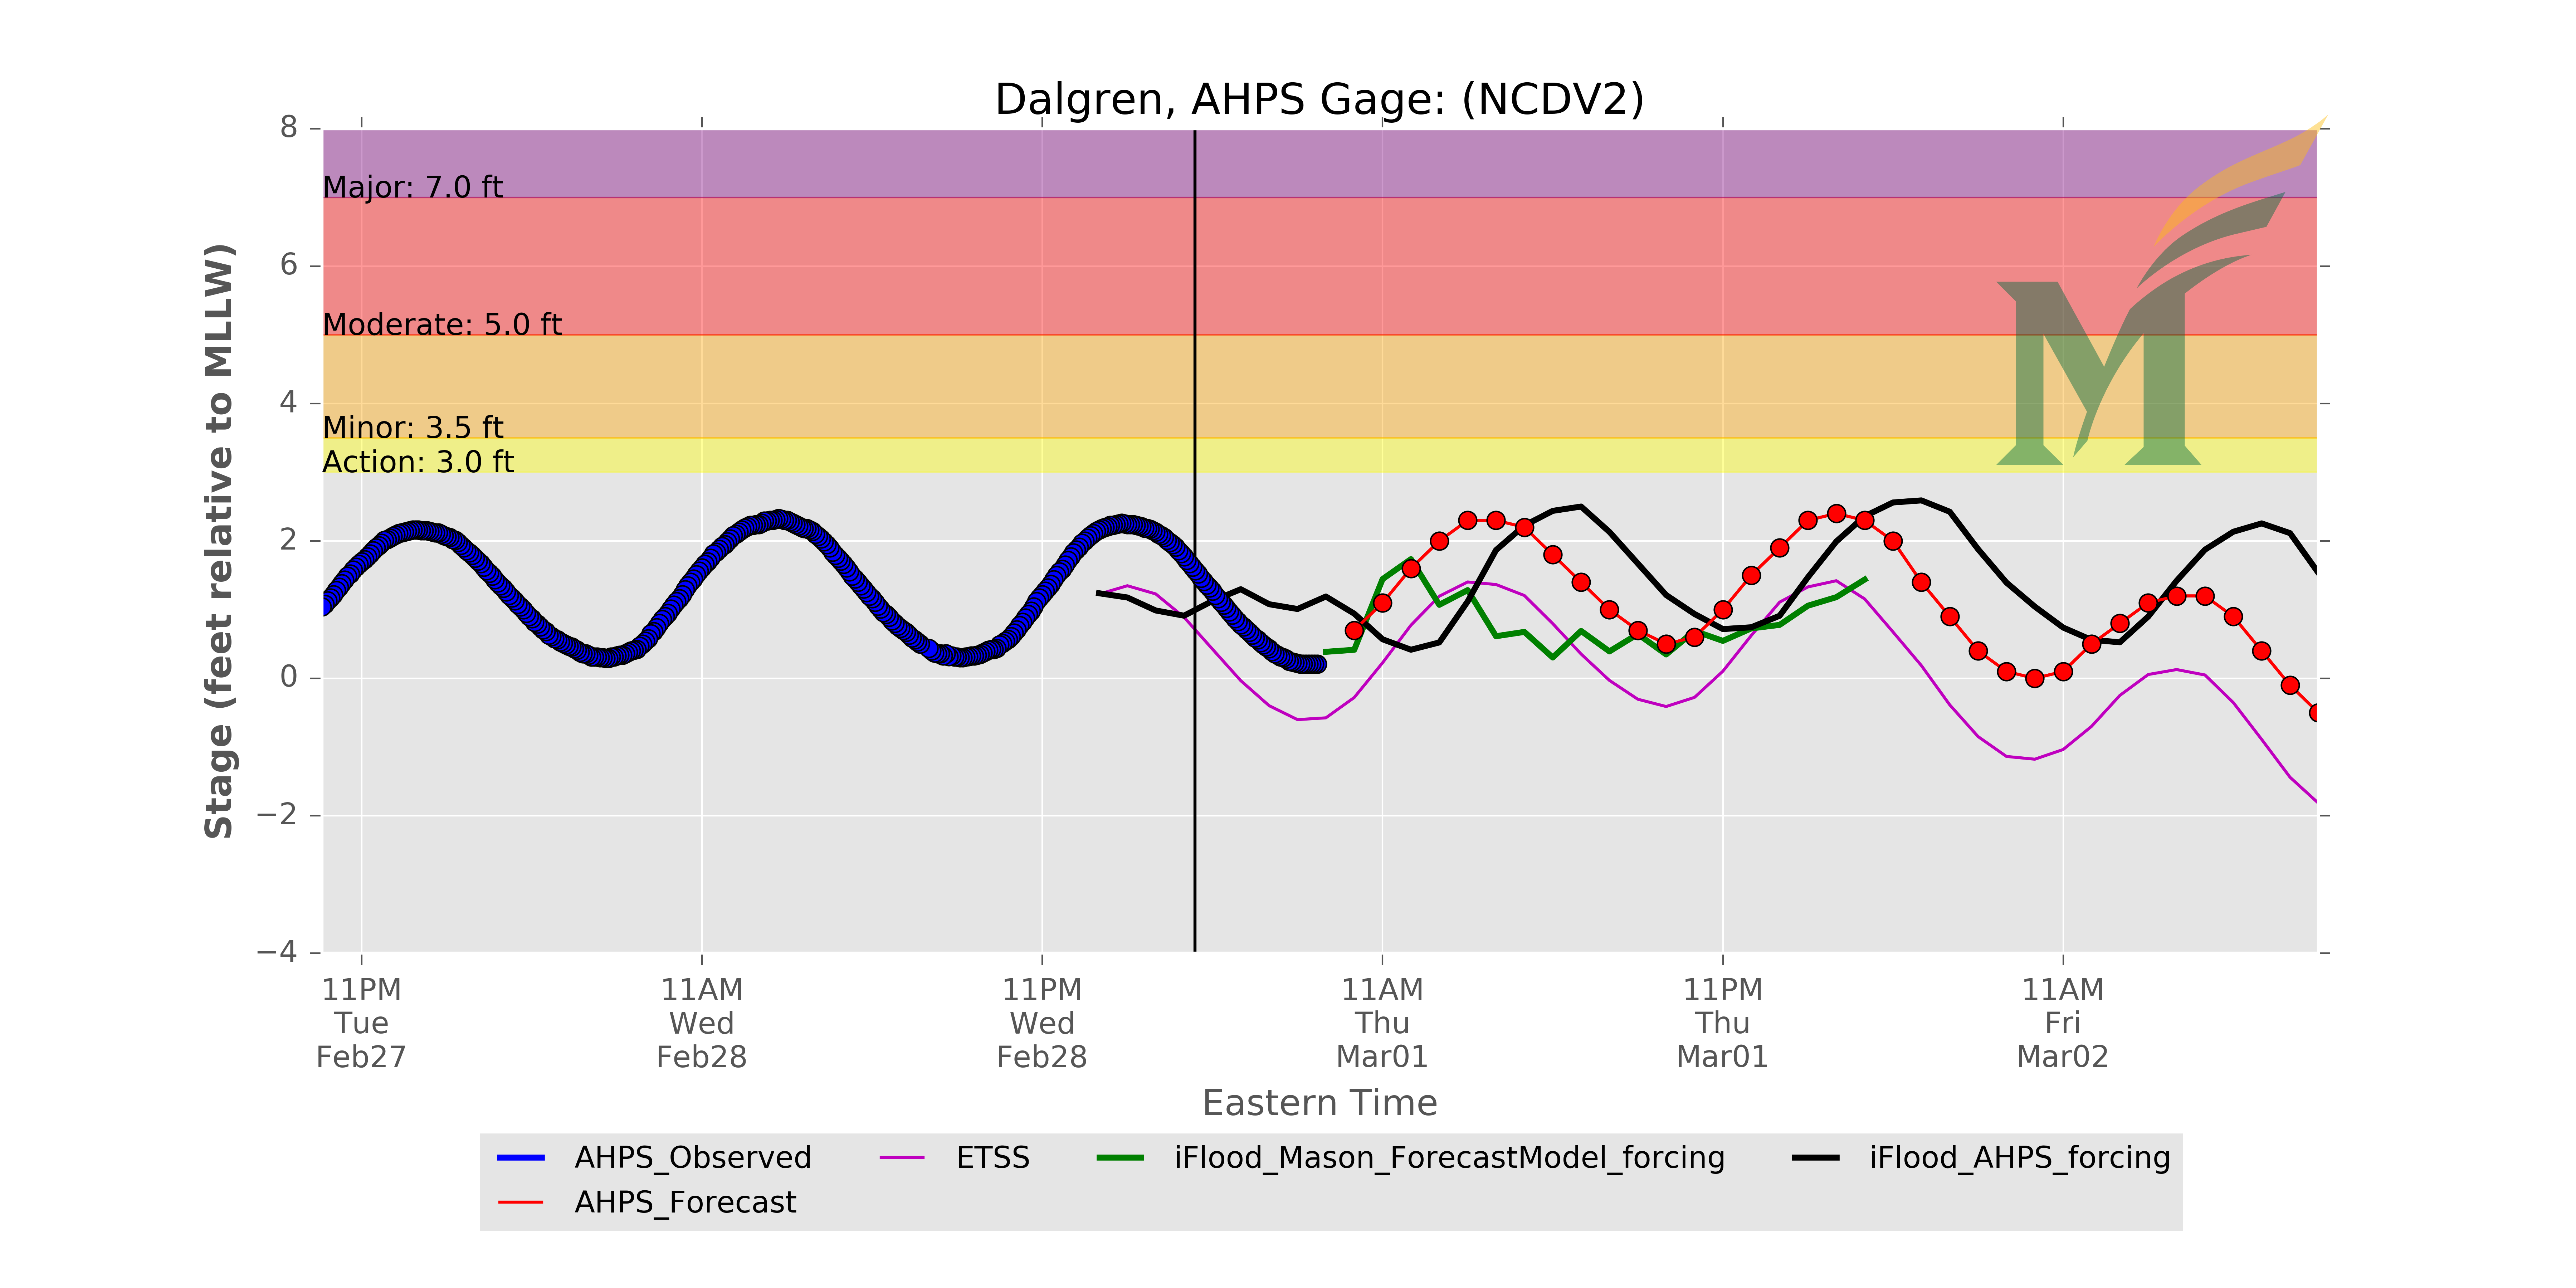 Dalgren, AHPS Gage: (NCDV2)
8
Major: 7.0 ft
6
Moderate: 5.0 ft
4
Minor: 3.5 ft
Action: 3.0 ft
2
0
−2
−4
Stage (feet relative to MLLW)
11PM 11AM 11PM 11AM 11PM 11AM
Tue Wed Wed Thu Thu Fri
Feb27 Feb28 Feb28 Mar01 Mar01 Mar02
Eastern Time
AHPS_Observed ETSS iFlood_Mason_ForecastModel_forcing iFlood_AHPS_forcing
AHPS_Forecast
M